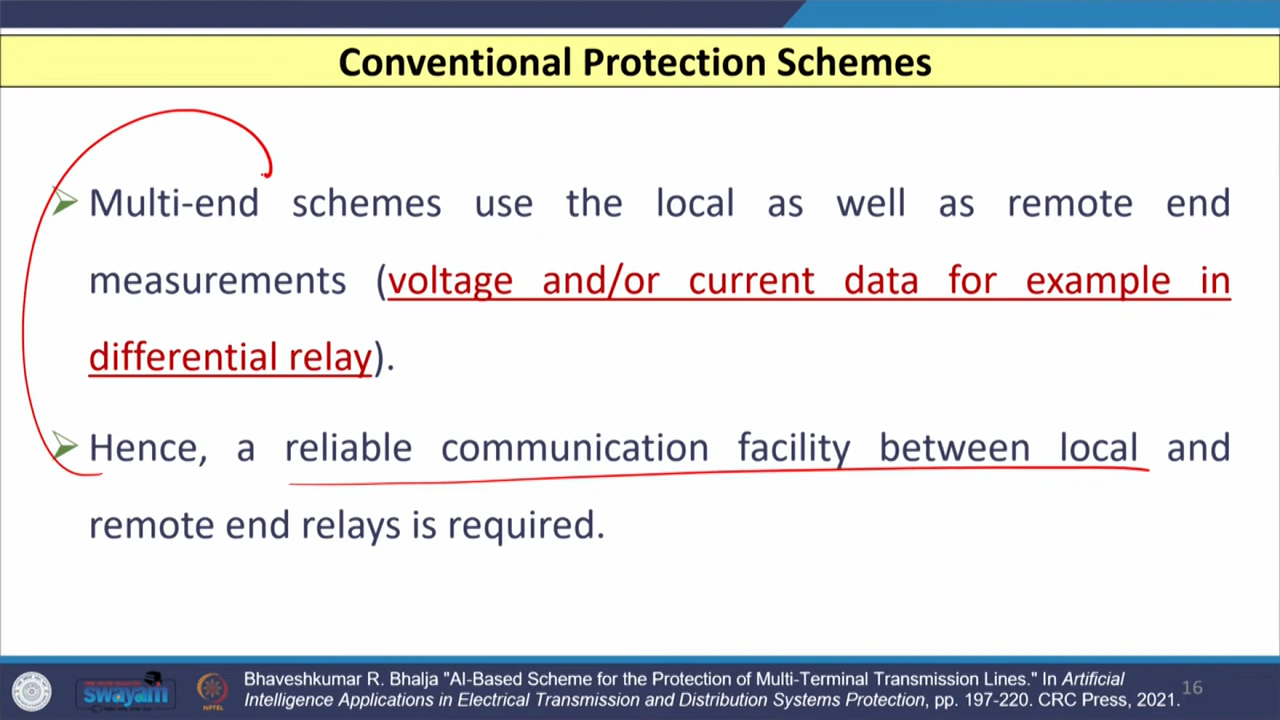 Conventional Protection Schemes
Multi-end schemes use the local as well as remote end
measurements (voltage and/or current data for example in
differential relay).
Hence, a reliable communication facility between local and
remote end relays is required.
swayam
NPTEL
Bhaveshkumar R. Bhalja "AI-Based Scheme for the Protection of Multi-Terminal Transmission Lines." In Artificial
Intelligence Applications in Electrical Transmission and Distribution Systems Protection, pp. 197-220. CRC Press, 2021.
16